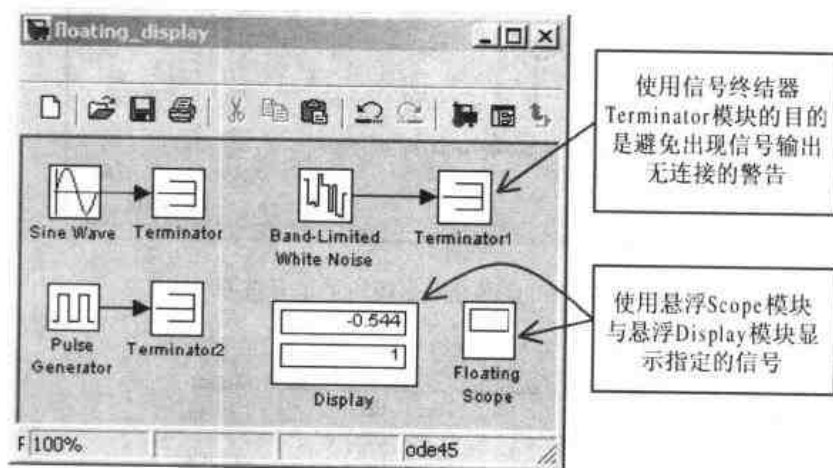 floating_display
使用信号终结器
Terminator模块的目的
是避免出现信号输出
无连接的警告
Sine Wave
Terminator
Band-Limited
White Noise
Terminator1
Pulse
Generator
Terminator2
-0.544
1
Display
Floating
Scope
使用悬浮Scope模块
与悬浮Display模块显
示指定的信号
F 100%
ode45